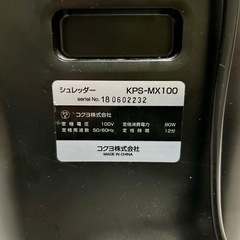 シュレッダー KPS-MX100
serial No. 180602232
コクヨ株式会社
定格電圧 100V 定格消費電力 80W
定格周波数 50/60Hz 定格時間 12分
コクヨ株式会社
MADE IN CHINA